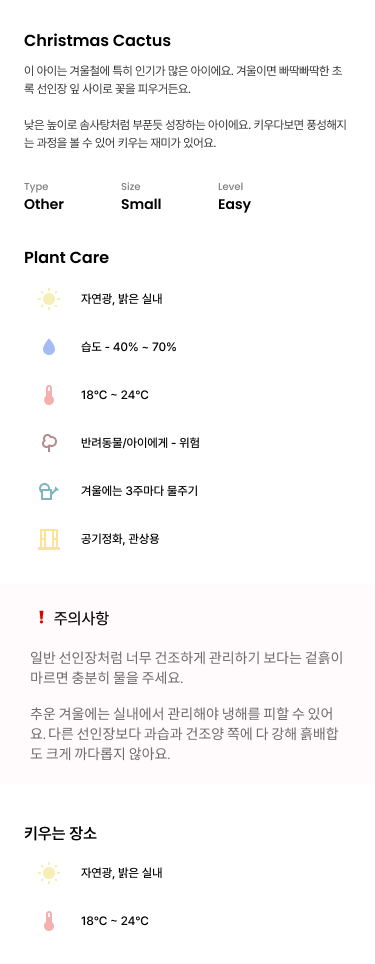 Christmas Cactus
이 아이는 겨울철에 특히 인기가 많은 아이에요. 겨울이면 빠딱빠딱한 초
록 선인장 잎 사이로 꽃을 피우거든요.
낮은 높이로 솜사탕처럼 부푼듯 성장하는 아이에요. 키우다보면 풍성해지
는 과정을 볼 수 있어 키우는 재미가 있어요.
Type Size Level
Other Small Easy
Plant Care
자연광, 밝은 실내
습도 - 40% ~ 70%
18°C ~ 24°C
반려동물/아이에게 - 위험
겨울에는 3주마다 물주기
공기정화, 관상용
! 주의사항
일반 선인장처럼 너무 건조하게 관리하기 보다는 겉흙이
마르면 충분히 물을 주세요.
추운 겨울에는 실내에서 관리해야 냉해를 피할 수 있어
요. 다른 선인장보다 과습과 건조양 쪽에 다 강해 흙배합
도 크게 까다롭지 않아요.
키우는 장소
자연광, 밝은 실내
18°C ~ 24°C